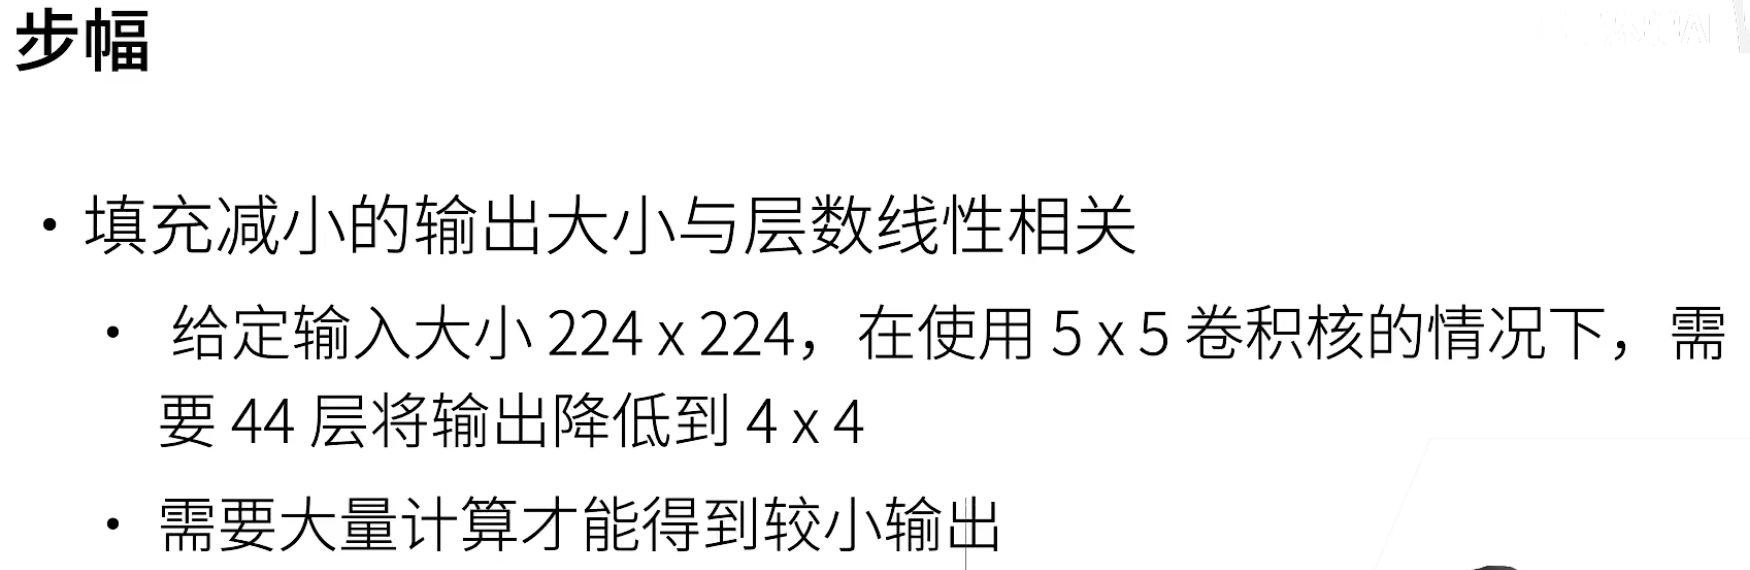 步幅
• 填充减小的输出大小与层数线性相关
• 给定输入大小 224 x 224，在使用 5 x 5 卷积核的情况下，需
要 44 层将输出降低到 4 x 4
• 需要大量计算才能得到较小输出